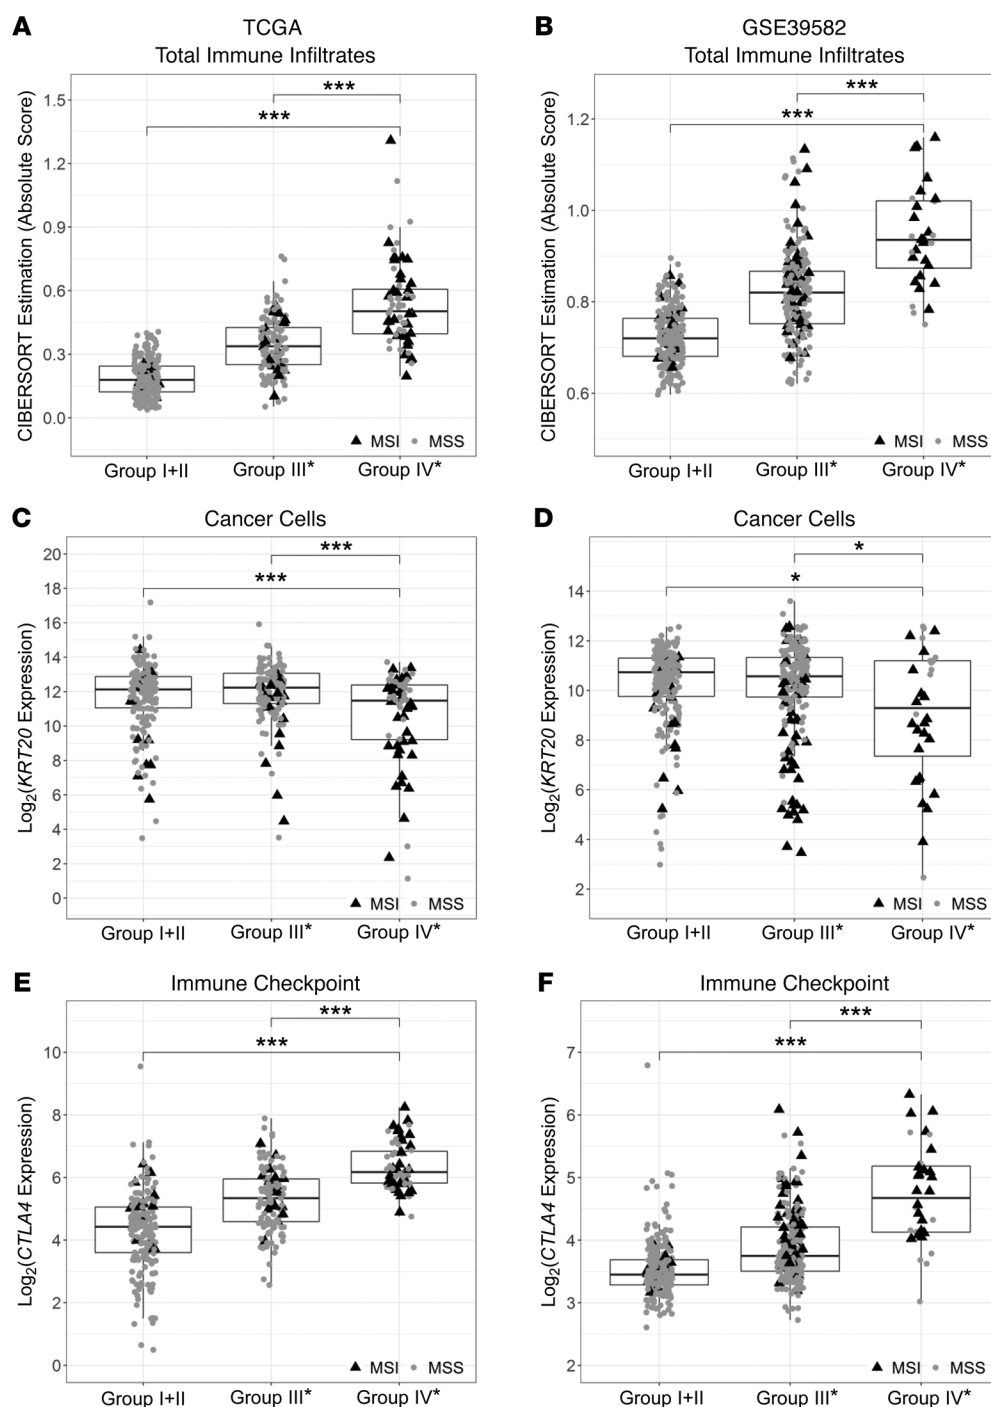 A
TCGA
Total Immune Infiltrates
CIBERSORT Estimation (Absolute Score)
1.5
1.2
0.9
0.6
0.3
0.0
***
***
MSI MSS
Group I+II Group III* Group IV*
B
GSE39582
Total Immune Infiltrates
CIBERSORT Estimation (Absolute Score)
1.2
1.0
0.8
0.6
***
***
MSI MSS
Group I+II Group III* Group IV*
C
Cancer Cells
Log2(KRT20 Expression)
20
18
16
14
12
10
8
6
4
2
0
***
***
MSI MSS
Group I+II Group III* Group IV*
D
Cancer Cells
Log2(KRT20 Expression)
14
12
10
8
6
4
2
*
*
MSI MSS
Group I+II Group III* Group IV*
E
Immune Checkpoint
Log2(CTLA4 Expression)
10
8
6
4
2
0
***
***
MSI MSS
Group I+II Group III* Group IV*
F
Immune Checkpoint
Log2(CTLA4 Expression)
7
6
5
4
3
2
***
***
MSI MSS
Group I+II Group III* Group IV*